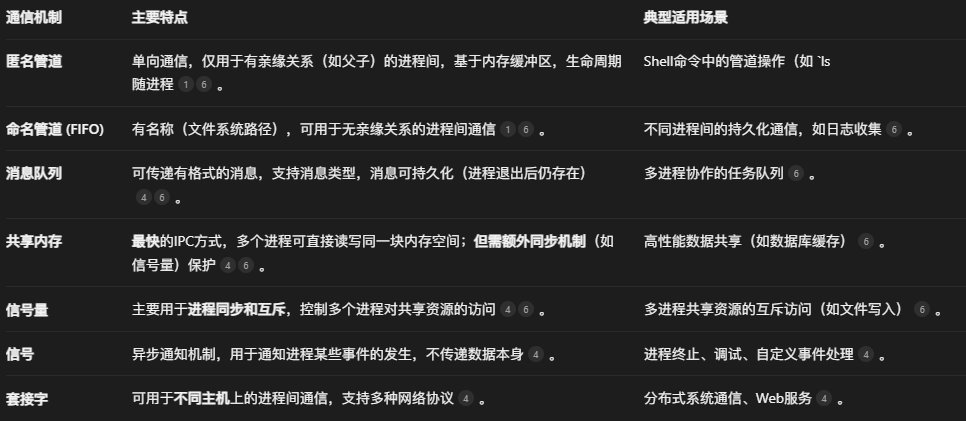 通信机制 主要特点 典型适用场景
匿名管道 单向通信，仅用于有亲缘关系（如父子）的进程间，基于内存缓冲区，生命周期 Shell命令中的管道操作（如 `ls
随进程 1 6 。
命名管道 (FIFO) 有名称（文件系统路径），可用于无亲缘关系的进程间通信 1 6 。 不同进程间的持久化通信，如日志收集 6 。
消息队列 可传递有格式的消息，支持消息类型，消息可持久化（进程退出后仍存在） 多进程协作的任务队列 6 。
4 6 。
共享内存 最快的IPC方式，多个进程可直接读写同一块内存空间；但需额外同步机制（如 高性能数据共享（如数据库缓存） 6 。
信号量）保护 4 6 。
信号量 主要用于进程同步和互斥，控制多个进程对共享资源的访问 4 6 。 多进程共享资源的互斥访问（如文件写入） 6 。
信号 异步通知机制，用于通知进程某些事件的发生，不传递数据本身 4 。 进程终止、调试、自定义事件处理 4 。
套接字 可用于不同主机上的进程间通信，支持多种网络协议 4 。 分布式系统通信、Web服务 4 。